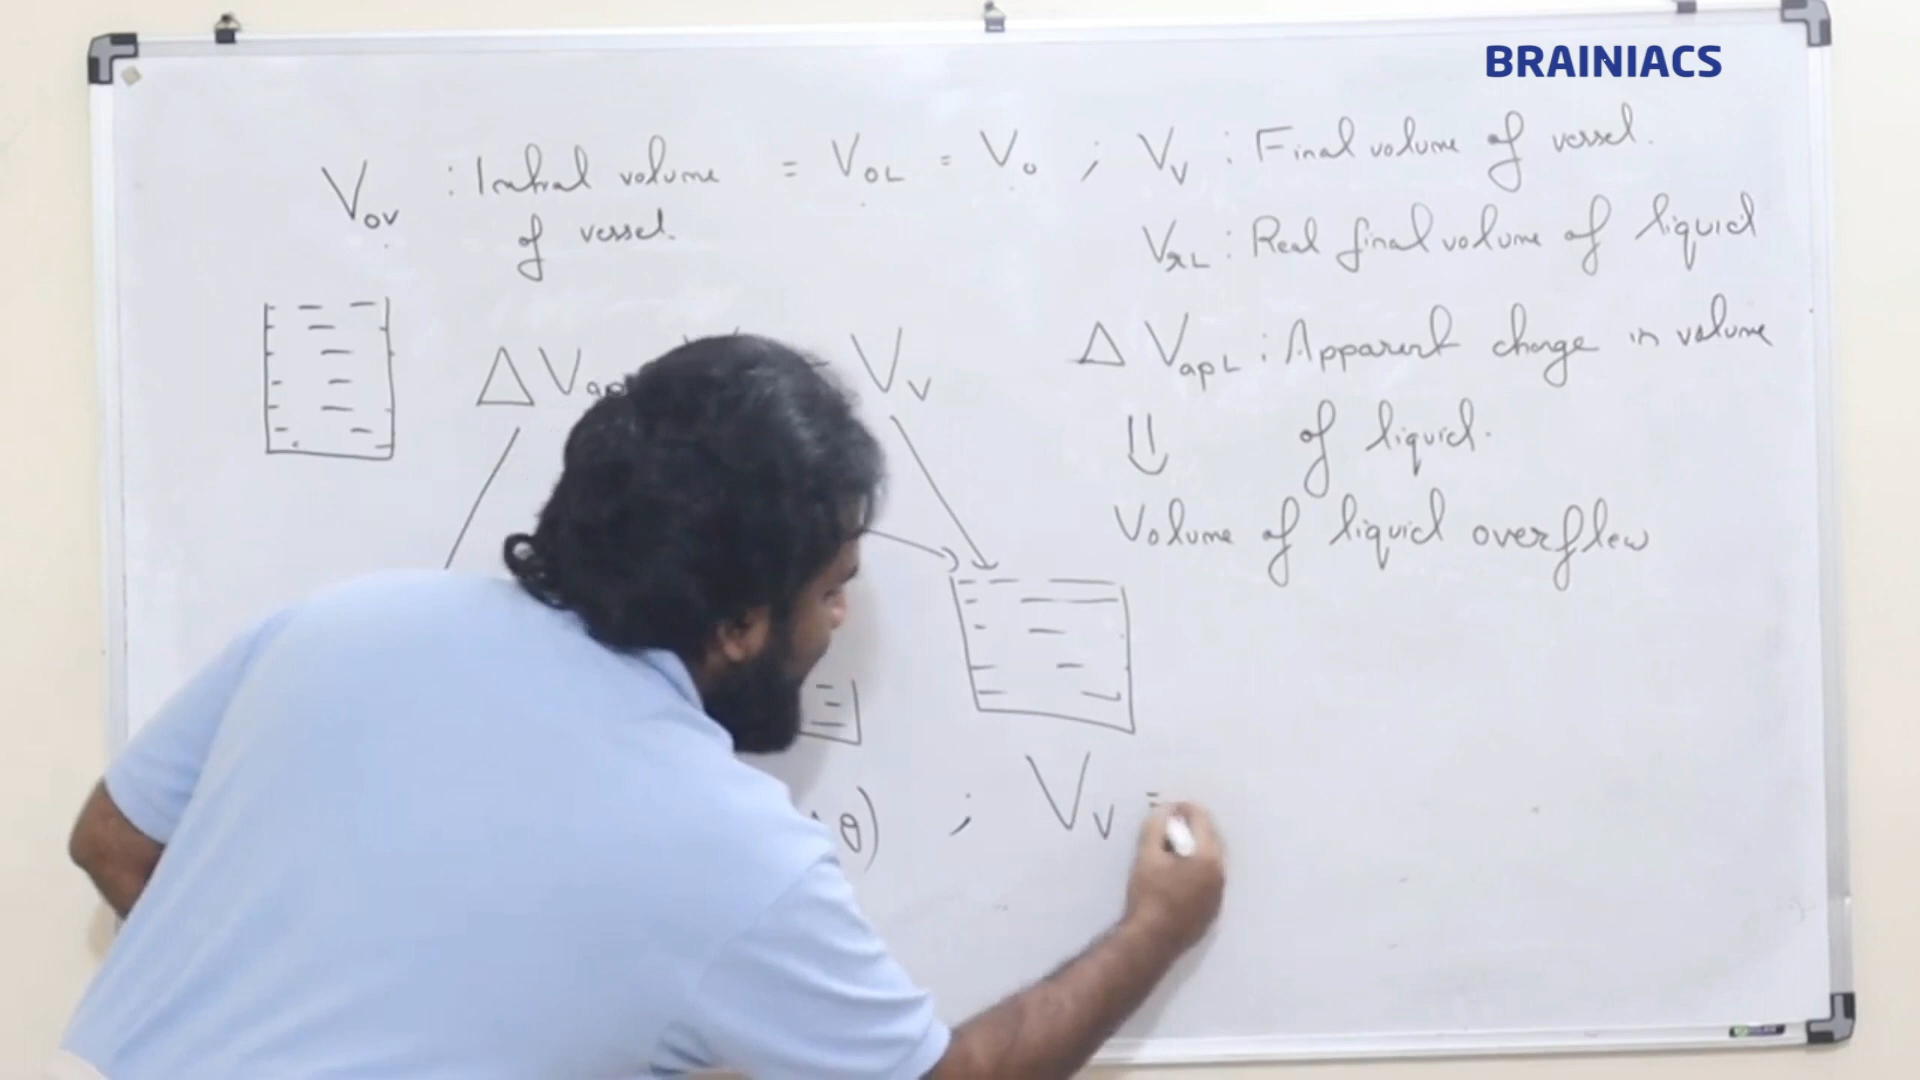 BRAINIACS
V₀ᵥ : Initial volume = V₀L = V₀ ; Vᵥ : Final volume of vessel.
of vessel.
VᵣL : Real final volume of liquid
ΔVₐₚL : Apparent change in volume
of liquid.
ΔVₐₚ Vᵥ
⇓
Volume of liquid overflew
θ) ; Vᵥ =